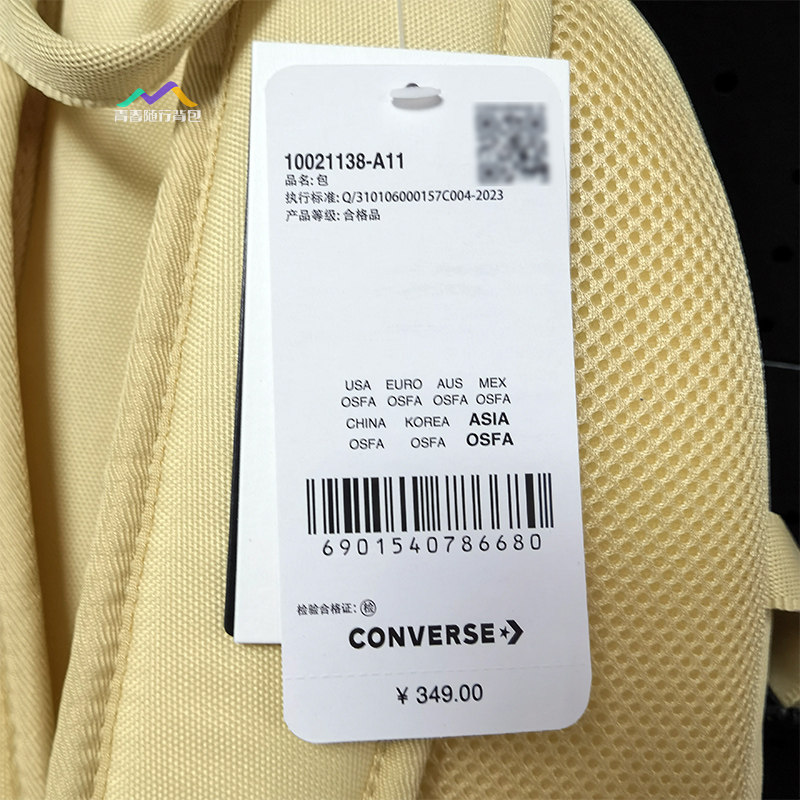 青春随行背包
10021138-A11
品名: 包
执行标准: Q/310106000157C004-2023
产品等级: 合格品
USA EURO AUS MEX
OSFA OSFA OSFA OSFA
CHINA KOREA ASIA
OSFA OSFA OSFA
6901540786680
检验合格证: 检
CONVERSE
¥ 349.00